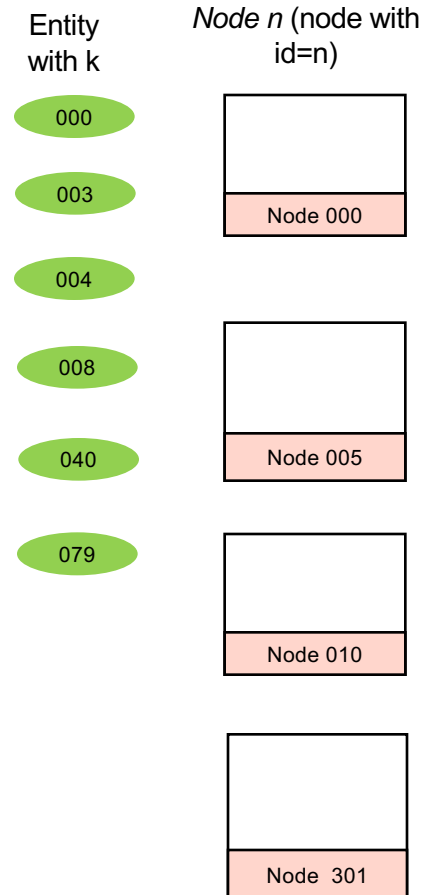 Entity
with k
Node n (node with
id=n)
000
003
004
008
040
079
Node 000
Node 005
Node 010
Node 301